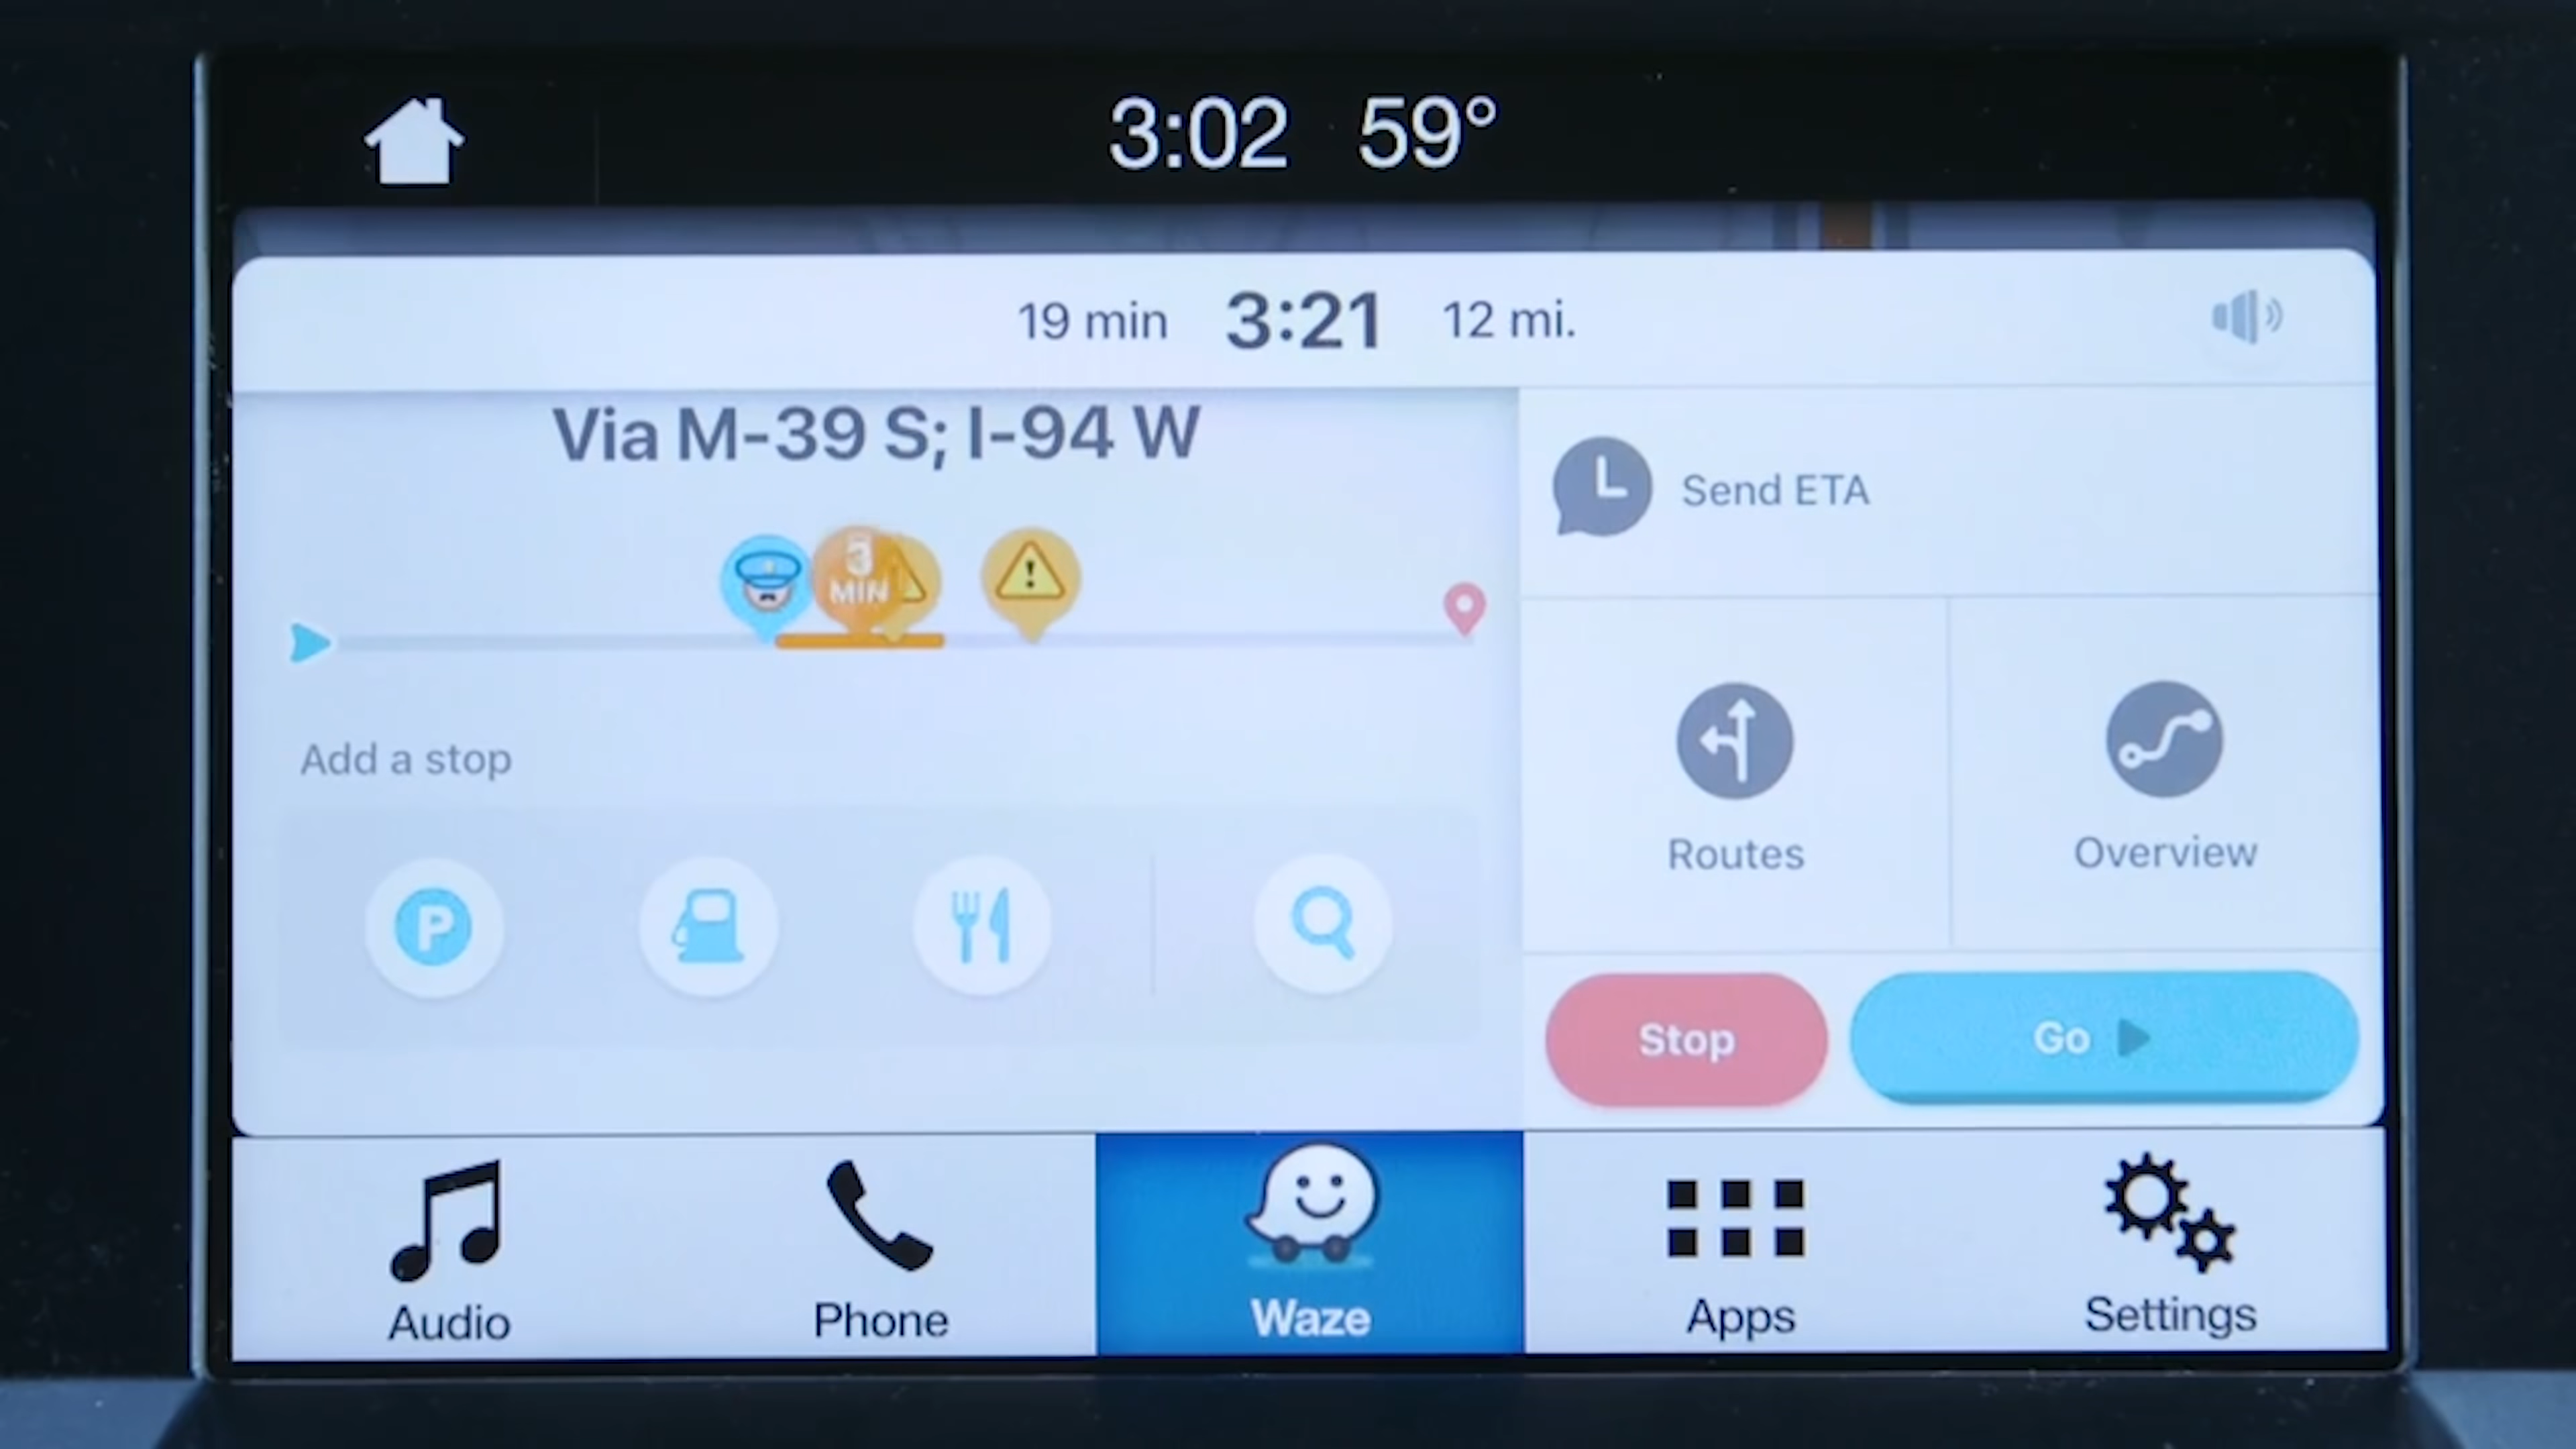 3:02 59°
19 min 3:21 12 mi.
Via M-39 S; I-94 W
3
MIN
Send ETA
Add a stop
P
Routes
Overview
Stop
Go
Audio
Phone
Waze
Apps
Settings